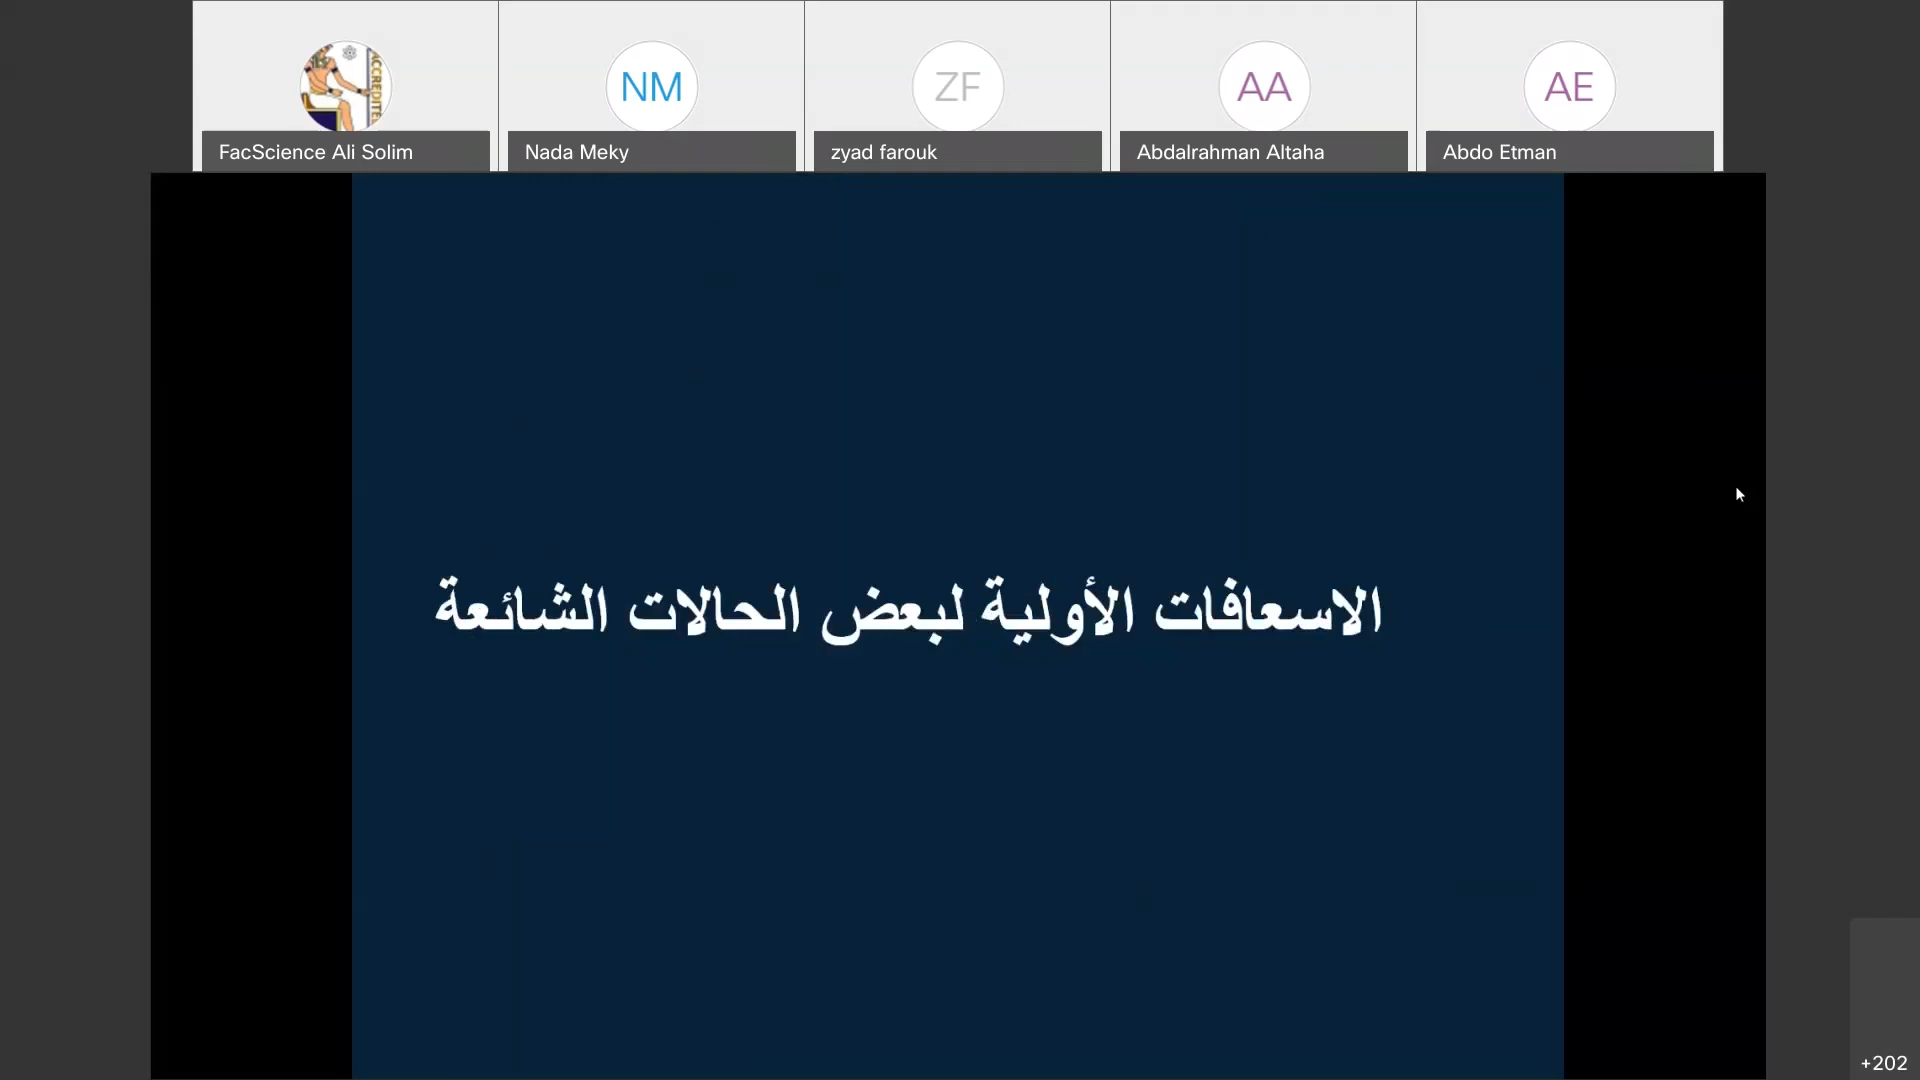 ACCREDITED
NM
ZF
AA
AE
FacScience Ali Solim
Nada Meky
zyad farouk
Abdalrahman Altaha
Abdo Etman
الاسعافات الأولية لبعض الحالات الشائعة
+202